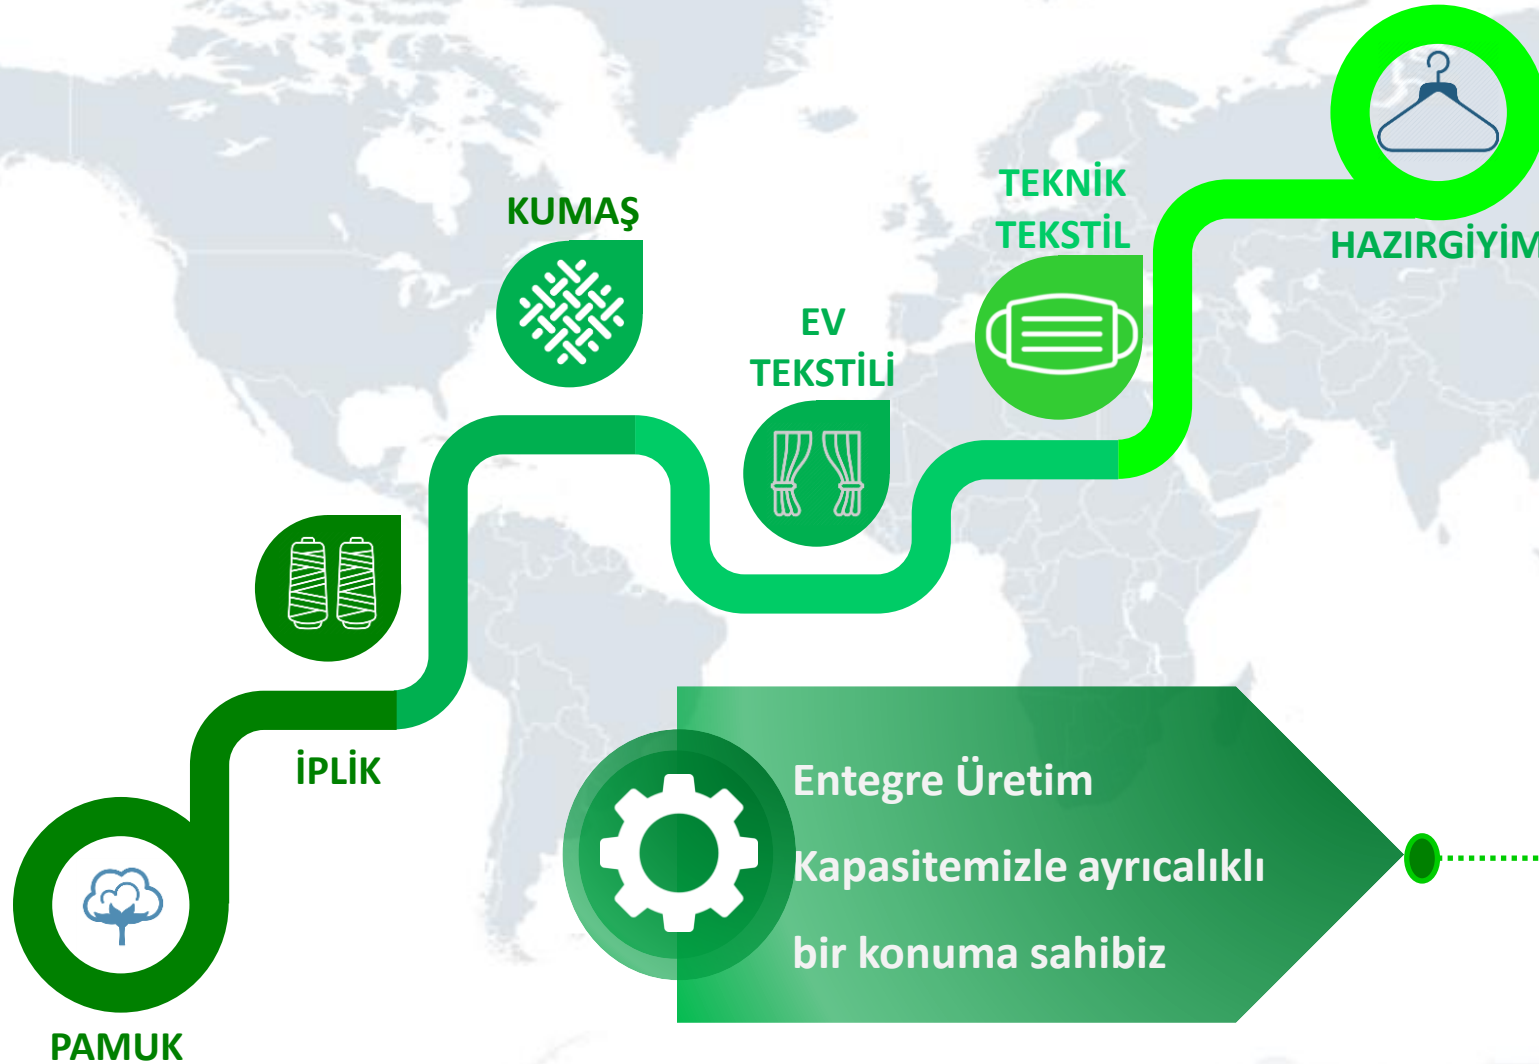 PAMUK
İPLİK
KUMAŞ
EV
TEKSTİLİ
TEKNİK
TEKSTİL
HAZIRGİYİM
Entegre Üretim
Kapasitemizle ayrıcalıklı
bir konuma sahibiz